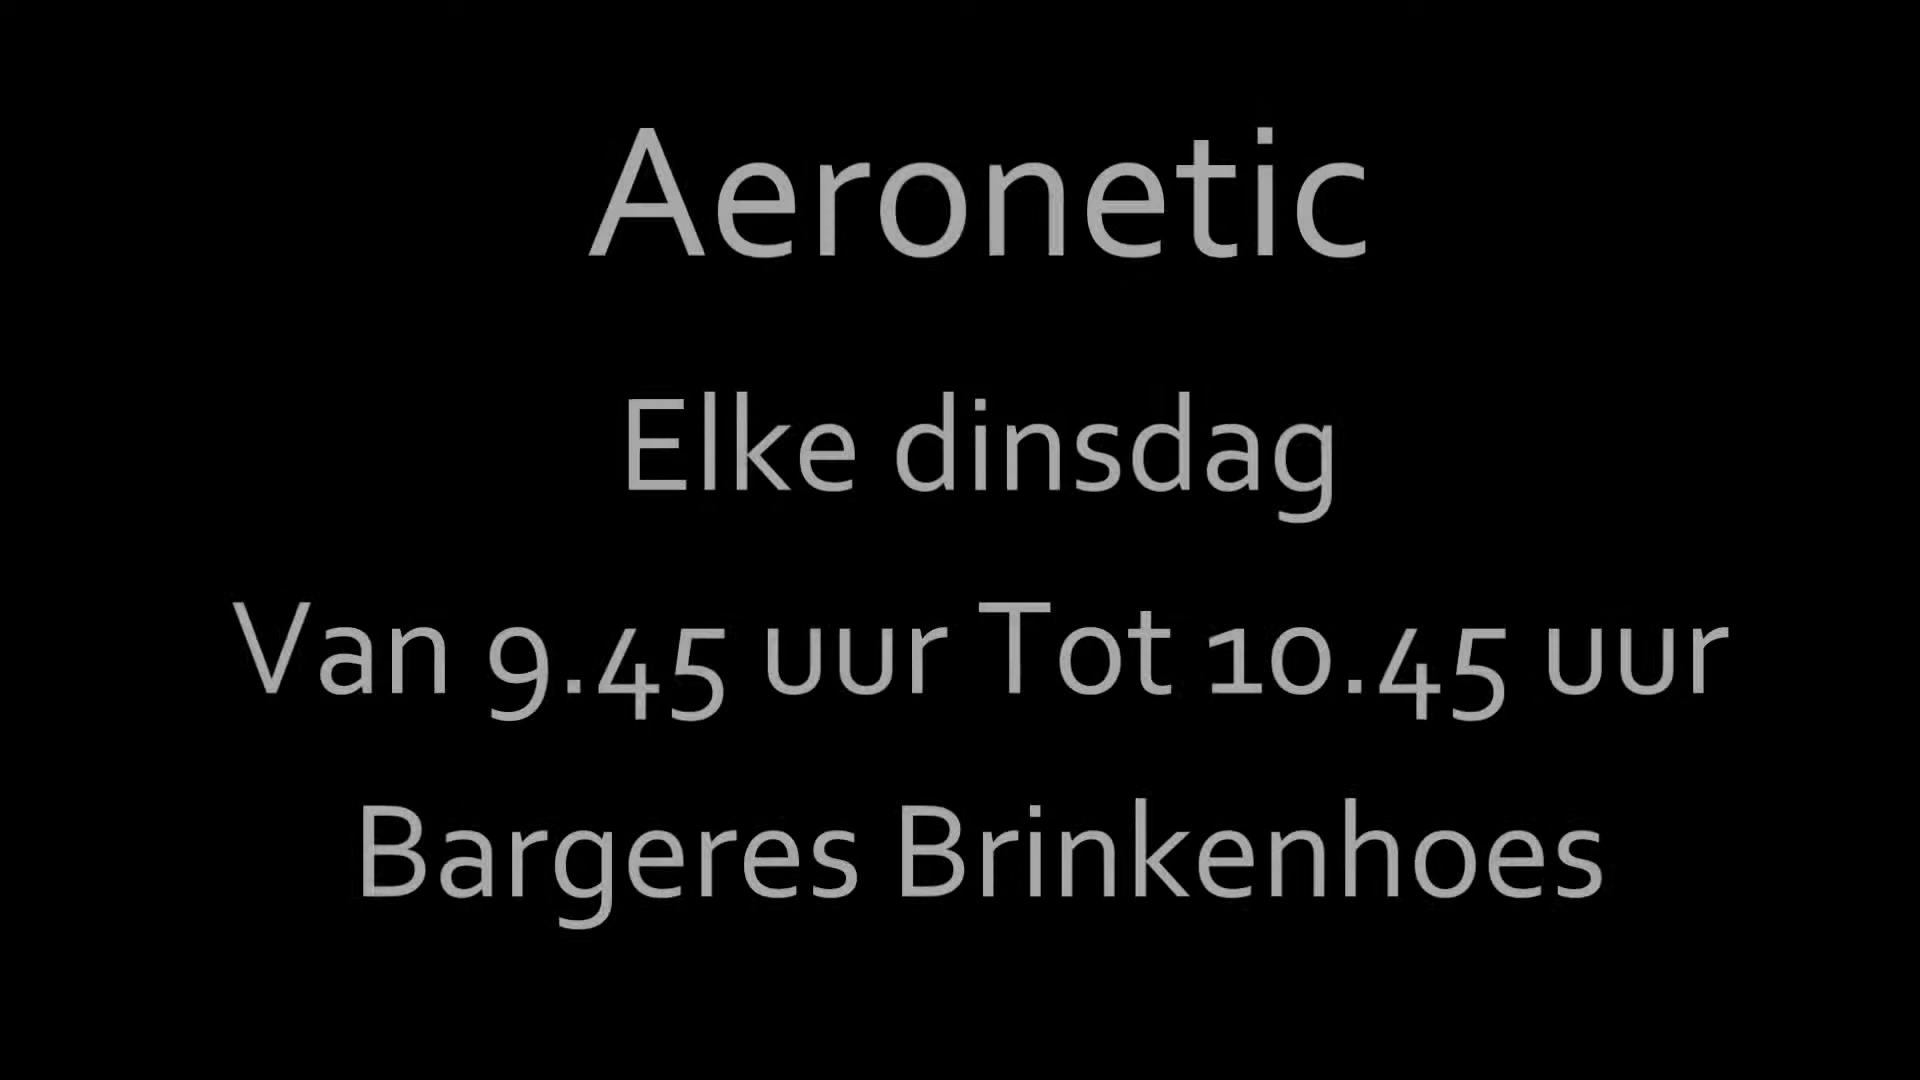 Aeronetic
Elke dinsdag
Van 9.45 uur Tot 10.45 uur
Bargeres Brinkenhoes